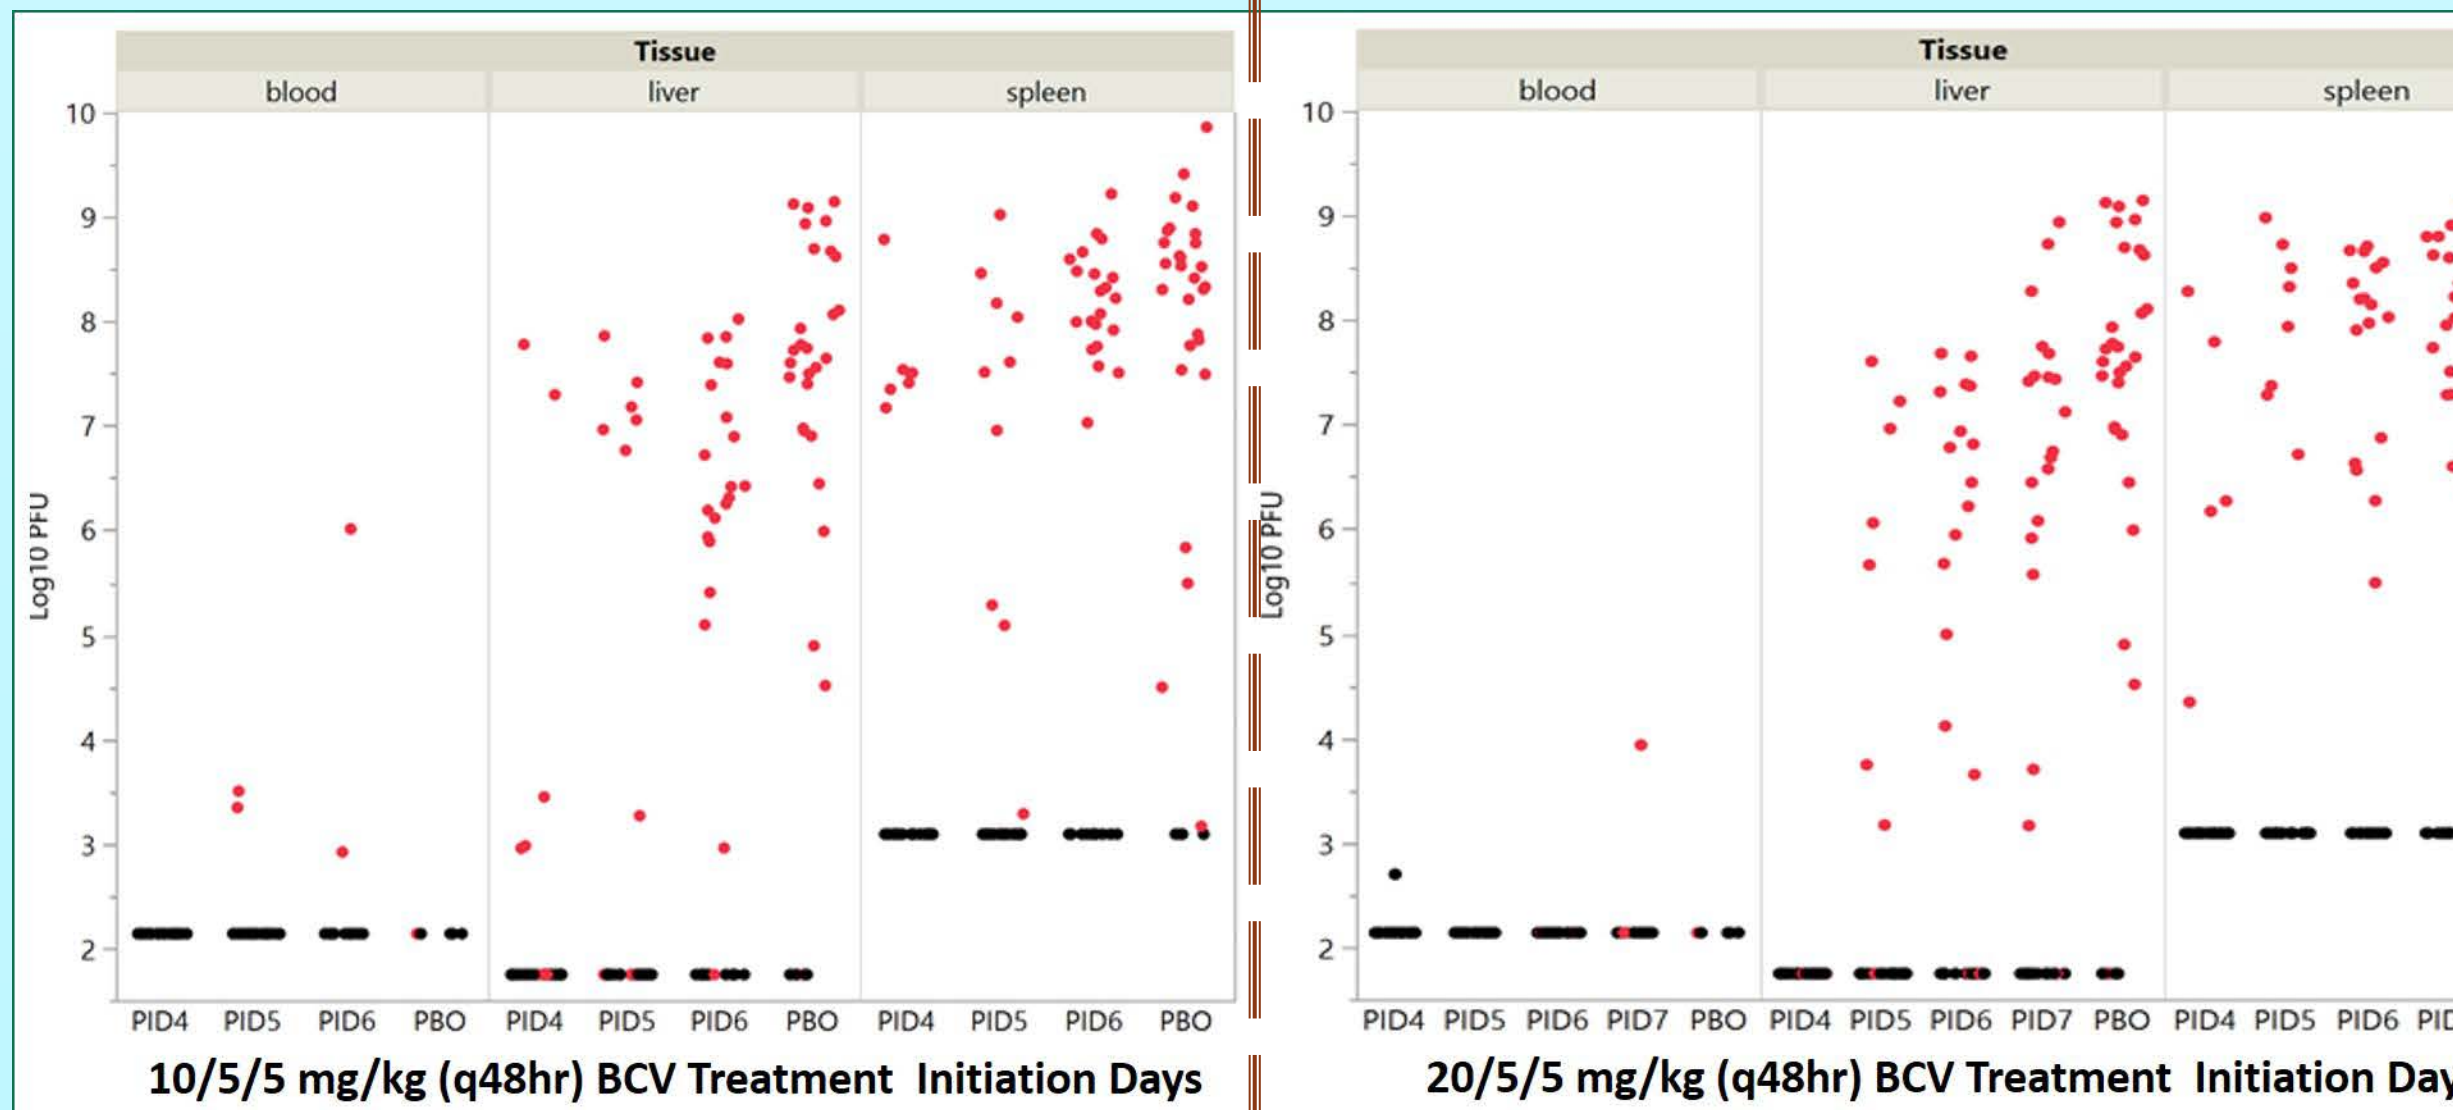 Tissue
blood liver spleen
10
9
8
7
6
5
4
3
2
Log10 PFU
PID4 PID5 PID6 PBO PID4 PID5 PID6 PBO PID4 PID5 PID6 PBO
10/5/5 mg/kg (q48hr) BCV Treatment Initiation Days
Tissue
blood liver spleen
10
9
8
7
6
5
4
3
2
Log10 PFU
PID4 PID5 PID6 PID7 PBO PID4 PID5 PID6 PID7 PBO PID4 PID5 PID6 PID
20/5/5 mg/kg (q48hr) BCV Treatment Initiation Day